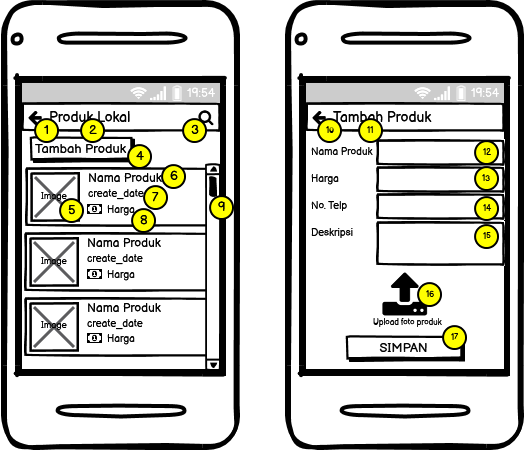 19:54
Produk Lokal
1
2
3
Tambah Produk
4
Nama Produk
6
create_date
7
Image
5
Harga
8
9
Nama Produk
create_date
Image
Harga
Nama Produk
create_date
Image
Harga
19:54
Tambah Produk
10
11
Nama Produk
12
Harga
13
No. Telp
14
Deskripsi
15
16
Upload foto produk
17
SIMPAN